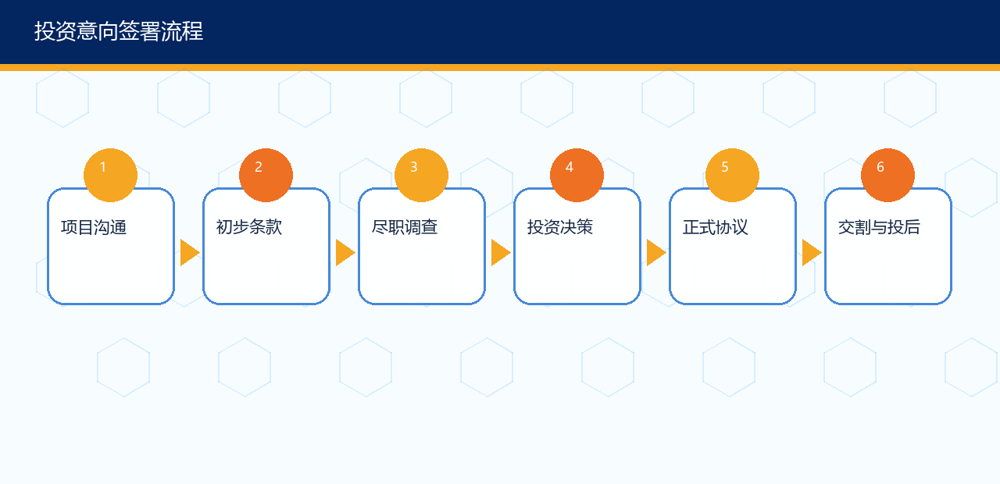 投资意向签署流程
1
2
3
4
5
6
项目沟通
初步条款
尽职调查
投资决策
正式协议
交割与投后